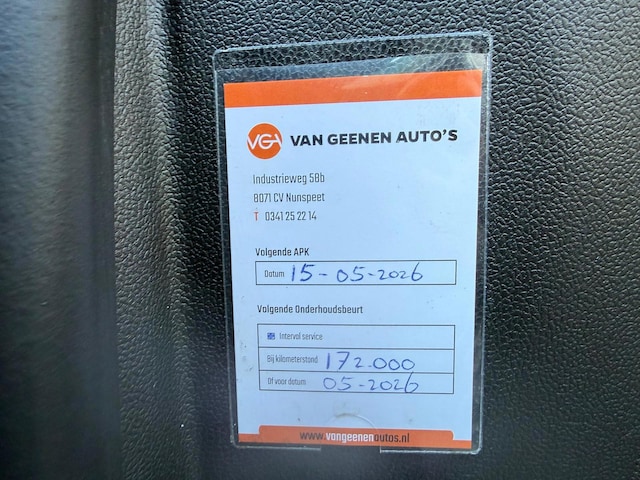 VGA VAN GEENEN AUTO'S
Industrieweg 58b
8071 CV Nunspeet
T 0341 25 22 14
Volgende APK
Datum 15-05-2026
Volgende Onderhoudsbeurt
Interval service
Bij kilometerstand 172.000
Of voor datum 05-2026
www.vangeenenautos.nl